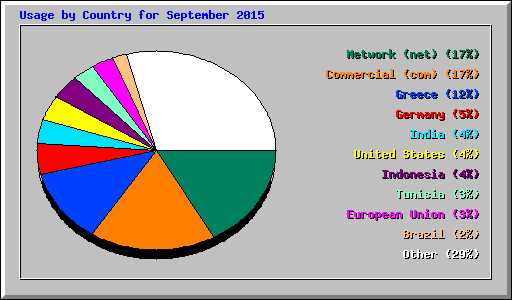 Usage by Country for September 2015
Network (net) (17%)
Commercial (com) (17%)
Greece (12%)
Germany (5%)
India (4%)
United States (4%)
Indonesia (4%)
Tunisia (3%)
European Union (3%)
Brazil (2%)
Other (29%)